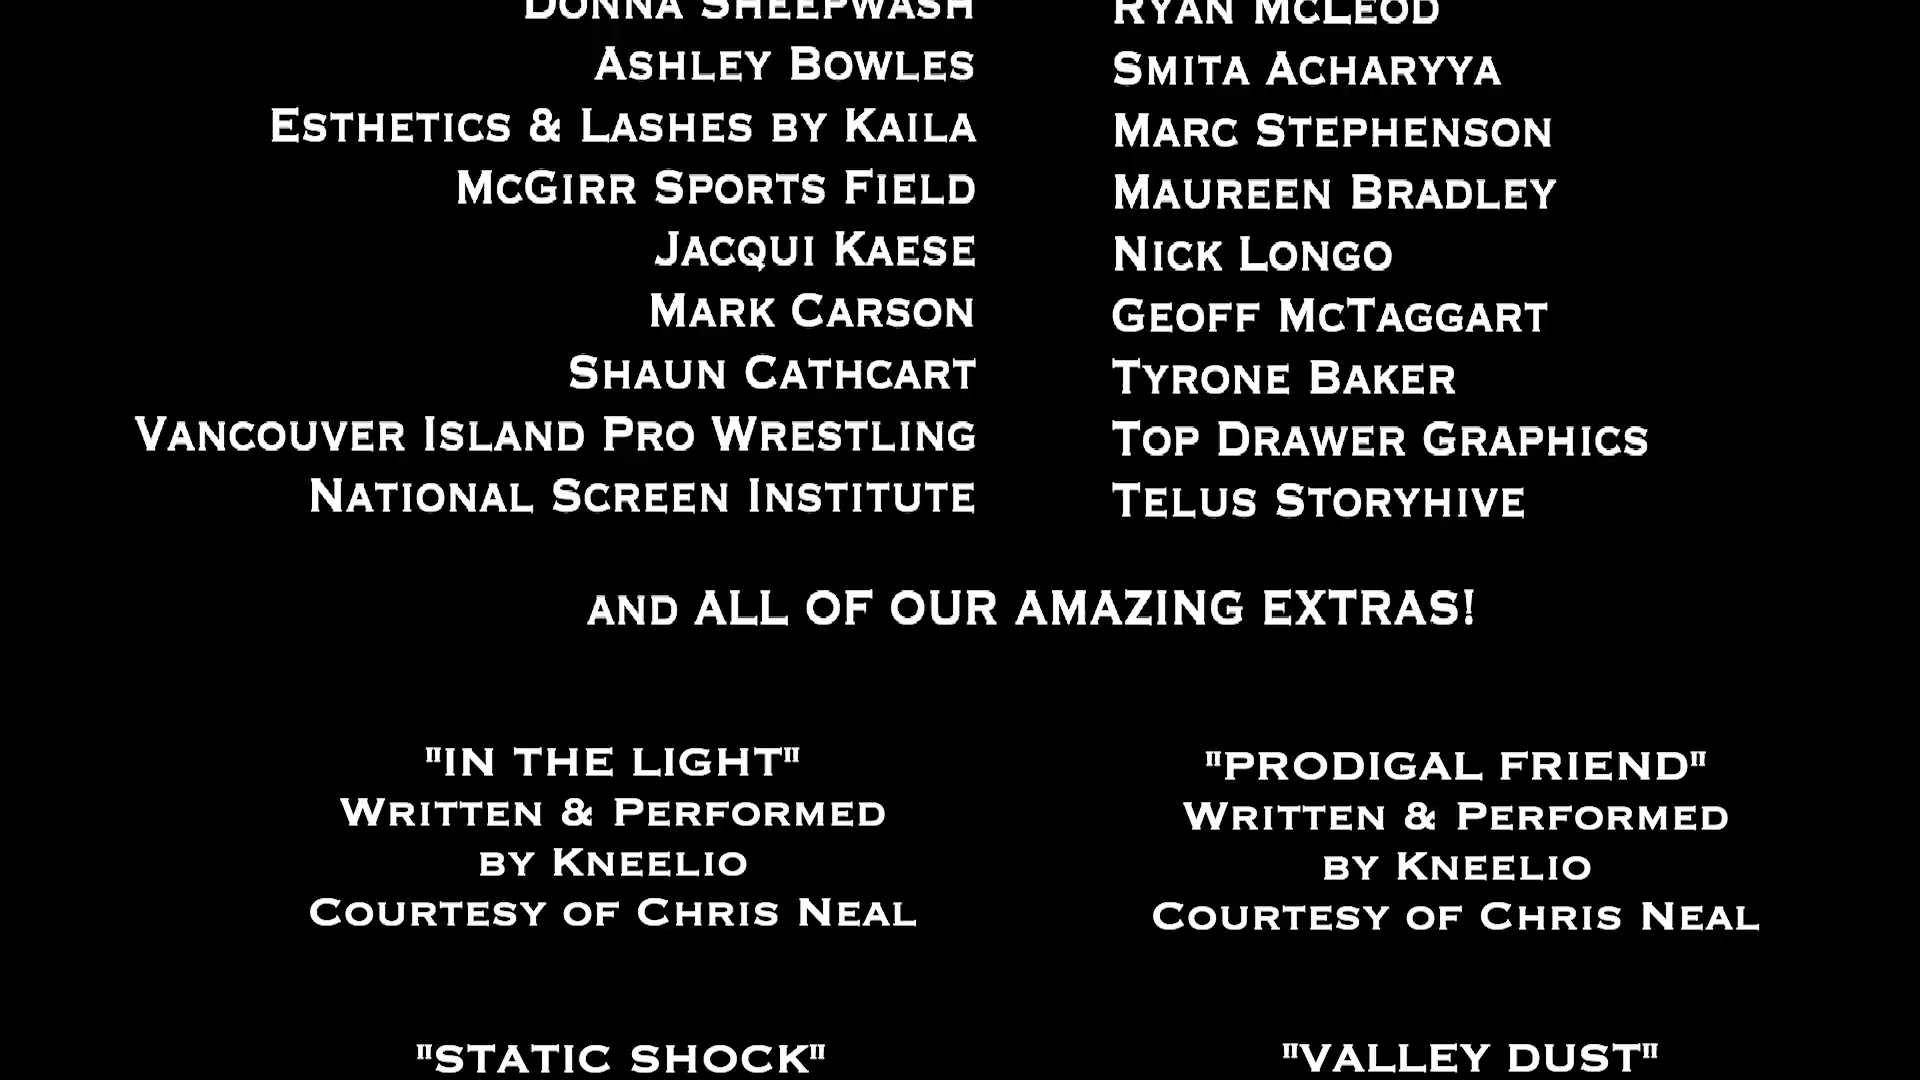 Donna Sheepwash
Ashley Bowles
Esthetics & Lashes by Kaila
McGirr Sports Field
Jacqui Kaese
Mark Carson
Shaun Cathcart
Vancouver Island Pro Wrestling
National Screen Institute
Ryan McLeod
Smita Acharyya
Marc Stephenson
Maureen Bradley
Nick Longo
Geoff McTaggart
Tyrone Baker
Top Drawer Graphics
Telus Storyhive
and ALL OF OUR AMAZING EXTRAS!
"IN THE LIGHT"
Written & Performed
by Kneelio
Courtesy of Chris Neal
"PRODIGAL FRIEND"
Written & Performed
by Kneelio
Courtesy of Chris Neal
"STATIC SHOCK"
"VALLEY DUST"